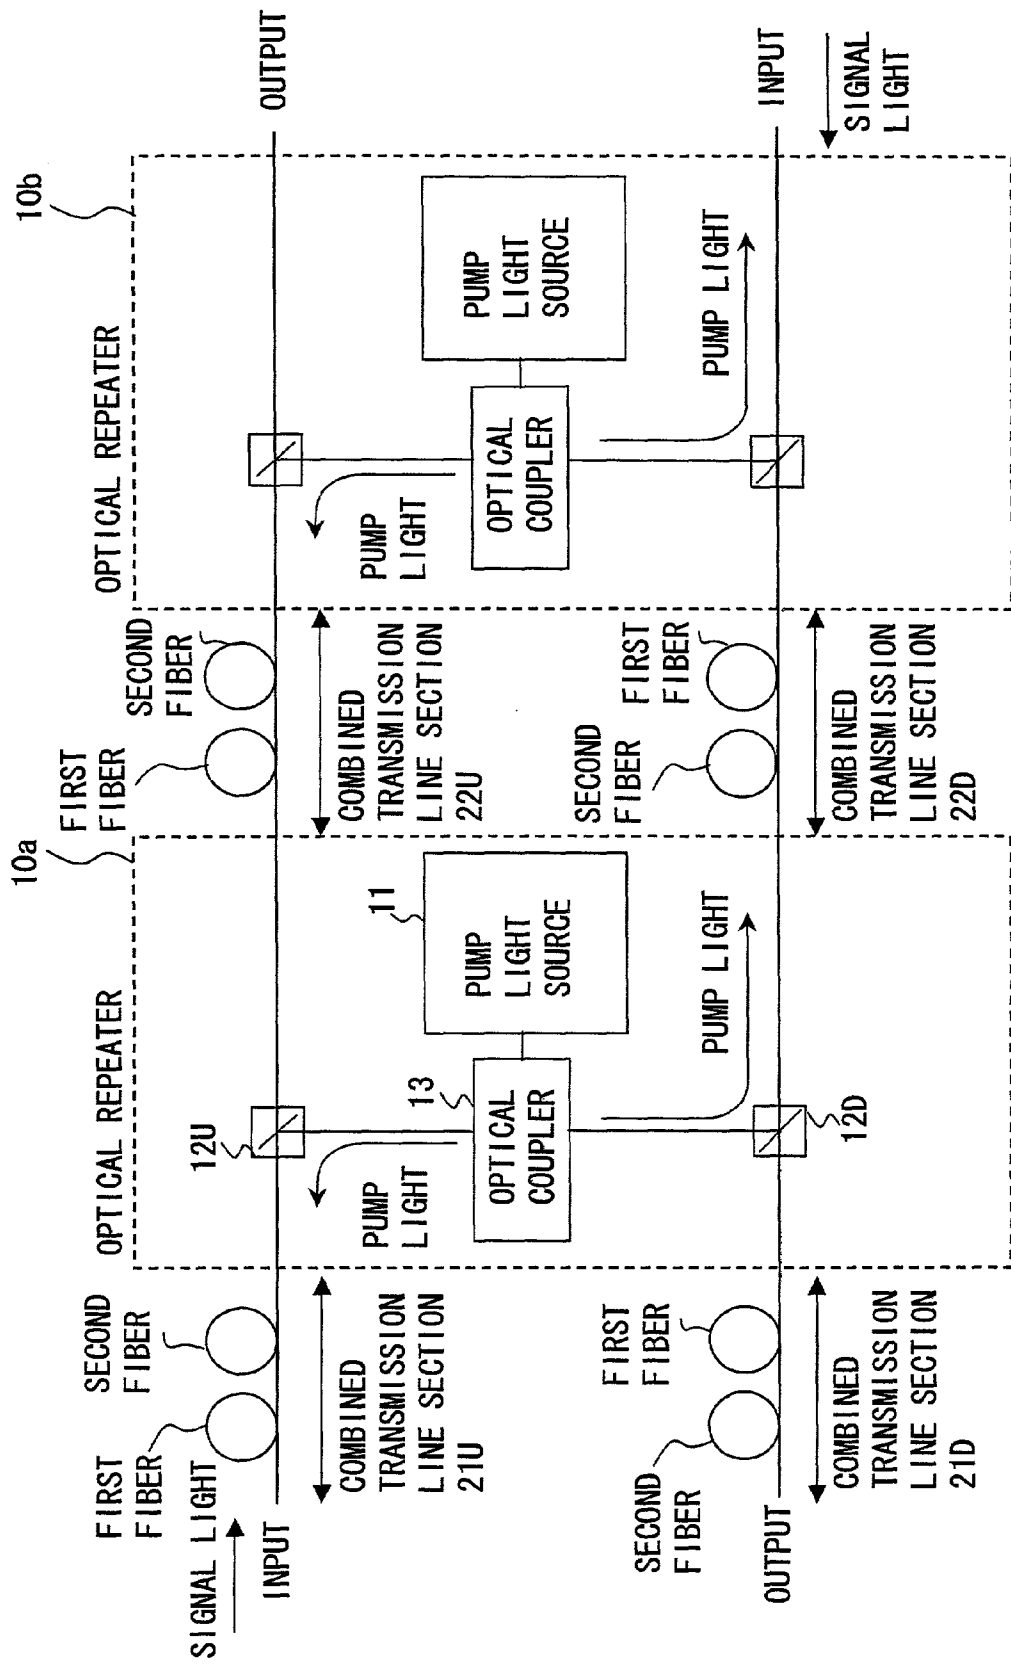 10a
10b
OPTICAL REPEATER
OPTICAL REPEATER
FIRST
FIBER
SECOND
FIBER
FIRST
FIBER
SECOND
FIBER
SIGNAL LIGHT
INPUT
OUTPUT
12U
COMBINED
TRANSMISSION
LINE SECTION
21U
PUMP
LIGHT
13
OPTICAL
COUPLER
11
PUMP
LIGHT
SOURCE
COMBINED
TRANSMISSION
LINE SECTION
22U
PUMP
LIGHT
OPTICAL
COUPLER
PUMP
LIGHT
SOURCE
SECOND
FIBER
FIRST
FIBER
PUMP LIGHT
SECOND
FIBER
FIRST
FIBER
PUMP LIGHT
OUTPUT
INPUT
12D
COMBINED
TRANSMISSION
LINE SECTION
21D
COMBINED
TRANSMISSION
LINE SECTION
22D
SIGNAL
LIGHT